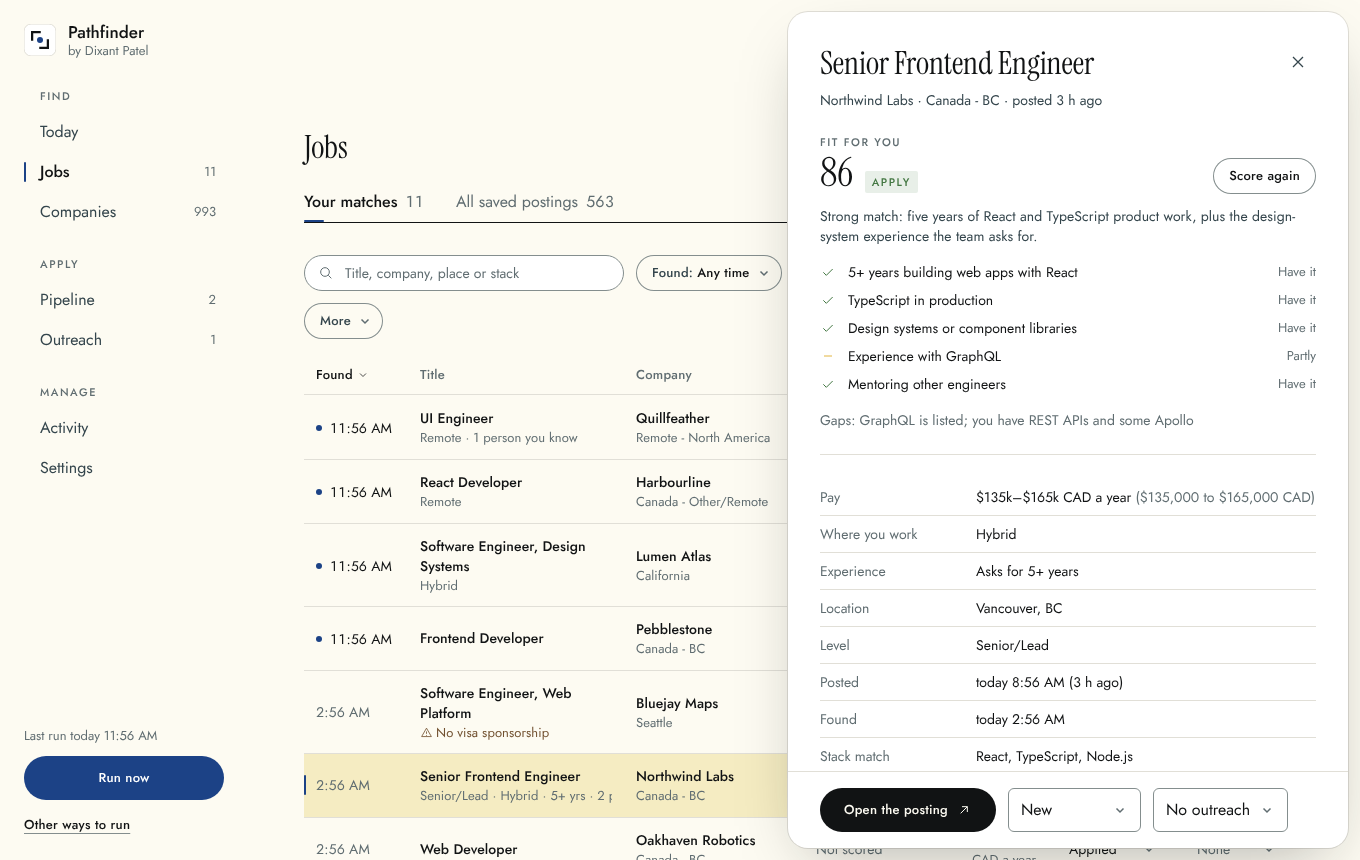 Pathfinder
by Dixant Patel
FIND
Today
Jobs 11
Companies 993
APPLY
Pipeline 2
Outreach 1
MANAGE
Activity
Settings
Last run today 11:56 AM
Run now
Other ways to run
Jobs
Your matches 11 All saved postings 563
Title, company, place or stack
Found: Any time
More
Found Title Company
11:56 AM UI Engineer Quillfeather
Remote · 1 person you know Remote - North America
11:56 AM React Developer Harbourline
Remote Canada - Other/Remote
11:56 AM Software Engineer, Design Systems Lumen Atlas
Hybrid California
11:56 AM Frontend Developer Pebblestone
Canada - BC
2:56 AM Software Engineer, Web Platform Bluejay Maps
No visa sponsorship Seattle
2:56 AM Senior Frontend Engineer Northwind Labs
Senior/Lead · Hybrid · 5+ yrs · 2 Canada - BC
2:56 AM Web Developer Oakhaven Robotics
Canada - BC
Not scored CAD a year Applied None
Senior Frontend Engineer
Northwind Labs · Canada - BC · posted 3 h ago
FIT FOR YOU
86 APPLY Score again
Strong match: five years of React and TypeScript product work, plus the design-
system experience the team asks for.
5+ years building web apps with React Have it
TypeScript in production Have it
Design systems or component libraries Have it
Experience with GraphQL Partly
Mentoring other engineers Have it
Gaps: GraphQL is listed; you have REST APIs and some Apollo
Pay $135k–$165k CAD a year ($135,000 to $165,000 CAD)
Where you work Hybrid
Experience Asks for 5+ years
Location Vancouver, BC
Level Senior/Lead
Posted today 8:56 AM (3 h ago)
Found today 2:56 AM
Stack match React, TypeScript, Node.js
Open the posting New No outreach